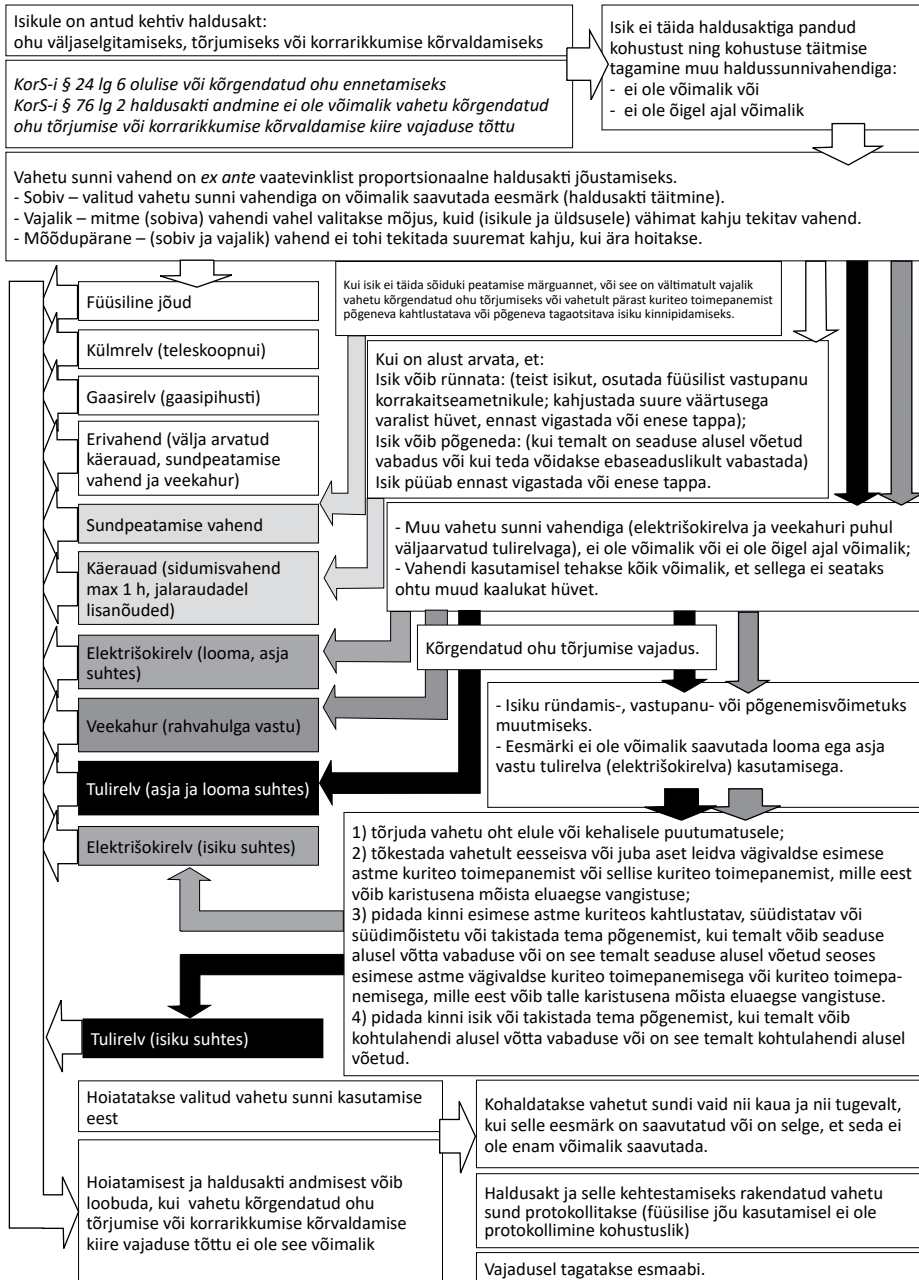 Isikule on antud kehtiv haldusakt:
ohu väljaselgitamiseks, tõrjumiseks või korrarikkumise kõrvaldamiseks
KorS-i § 24 lg 6 olulise või kõrgendatud ohu ennetamiseks
KorS-i § 76 lg 2 haldusakti andmine ei ole võimalik vahetu kõrgendatud
ohu tõrjumise või korrarikkumise kõrvaldamise kiire vajaduse tõttu
Isik ei täida haldusaktiga pandud
kohustust ning kohustuse täitmise
tagamine muu haldussunnivahendiga:
- ei ole võimalik või
- ei ole õigel ajal võimalik
Vahetu sunni vahend on ex ante vaatevinklist proportsionaalne haldusakti jõustamiseks.
- Sobiv – valitud vahetu sunni vahendiga on võimalik saavutada eesmärk (haldusakti täitmine).
- Vajalik – mitme (sobiva) vahendi vahel valitakse mõjus, kuid (isikule ja üldsusele) vähimat kahju tekitav vahend.
- Mõõdupärane – (sobiv ja vajalik) vahend ei tohi tekitada suuremat kahju, kui ära hoitakse.
Füüsiline jõud
Külmrelv (teleskoopnui)
Gaasirelv (gaasipihusti)
Erivahend (välja arvatud
käerauad, sundpeatamise
vahend ja veekahur)
Sundpeatamise vahend
Käerauad (sidumisvahend
max 1 h, jalaraudadel
lisanõuded)
Elektrišokirelv (looma, asja
suhtes)
Veekahur (rahvahulga vastu)
Tulirelv (asja ja looma suhtes)
Elektrišokirelv (isiku suhtes)
Tulirelv (isiku suhtes)
Kui isik ei täida sõiduki peatamise märguannet, või see on vältimatult vajalik
vahetu kõrgendatud ohu tõrjumiseks või vahetult pärast kuriteo toimepanemist
põgeneva kahtlustatava või põgeneva tagaotsitava isiku kinnipidamiseks.
Kui on alust arvata, et:
Isik võib rünnata: (teist isikut, osutada füüsilist vastupanu
korrakaitseametnikule; kahjustada suure väärtusega
varalist hüvet, ennast vigastada või enese tappa);
Isik võib põgeneda: (kui temalt on seaduse alusel võetud
vabadus või kui teda võidakse ebaseaduslikult vabastada)
Isik püüab ennast vigastada või enese tappa.
- Muu vahetu sunni vahendiga (elektrišokirelva ja veekahuri puhul
väljaarvatud tulirelvaga), ei ole võimalik või ei ole õigel ajal võimalik;
- Vahendi kasutamisel tehakse kõik võimalik, et sellega ei seataks
ohtu muud kaalukat hüvet.
Kõrgendatud ohu tõrjumise vajadus.
- Isiku ründamis-, vastupanu- või põgenemisvõimetuks
muutmiseks.
- Eesmärki ei ole võimalik saavutada looma ega asja
vastu tulirelva (elektrišokirelva) kasutamisega.
1) tõrjuda vahetu oht elule või kehalisele puutumatusele;
2) tõkestada vahetult eesseisva või juba aset leidva vägivaldse esimese
astme kuriteo toimepanemist või sellise kuriteo toimepanemist, mille eest
võib karistusena mõista eluaegse vangistuse;
3) pidada kinni esimese astme kuriteos kahtlustatav, süüdistatav või
süüdimõistetu või takistada tema põgenemist, kui temalt võib seaduse
alusel võtta vabaduse või on see temalt seaduse alusel võetud seoses
esimese astme vägivaldse kuriteo toimepanemisega või kuriteo toimepa-
nemisega, mille eest võib talle karistusena mõista eluaegse vangistuse.
4) pidada kinni isik või takistada tema põgenemist, kui temalt võib
kohtulahendi alusel võtta vabaduse või on see temalt kohtulahendi alusel
võetud.
Hoiatatakse valitud vahetu sunni kasutamise
eest
Hoiatamisest ja haldusakti andmisest võib
loobuda, kui vahetu kõrgendatud ohu
tõrjumise või korrarikkumise kõrvaldamise
kiire vajaduse tõttu ei ole see võimalik
Kohaldatakse vahetut sundi vaid nii kaua ja nii tugevalt,
kui selle eesmärk on saavutatud või on selge, et seda ei
ole enam võimalik saavutada.
Haldusakt ja selle kehtestamiseks rakendatud vahetu
sund protokollitakse (füüsilise jõu kasutamisel ei ole
protokollimine kohustuslik)
Vajadusel tagatakse esmaabi.